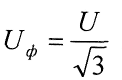 U_ф = U / √3